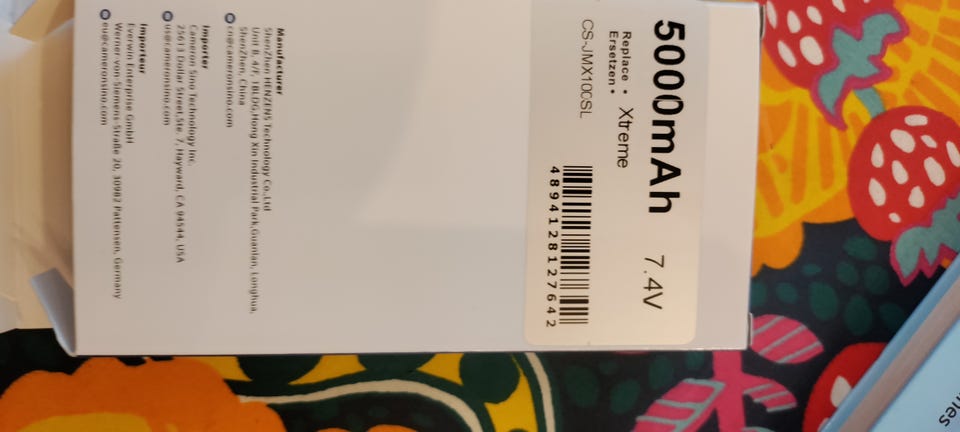 5000mAh 7.4V
Replace • Xtreme
Ersetzen •
CS-JMX100SL
4894128127642
Manufacturer
ShenZhen HENZENS Technology Co.,Ltd
Unit B, 4/F, 1BLDG,Hong Xin Industrial Park,Guanlan, Longhua,
ShenZhen, China
cn@cameronsino.com
Importer
Cameron Sino Technology Inc.
25613 Dollar Street,Ste. 7, Hayward, CA 94544, USA
us@cameronsino.com
Importeur
Everwin Enterprise GmbH
Werner-von-Siemens Straße 20, 30982 Pattensen, Germany
eu@cameronsino.com